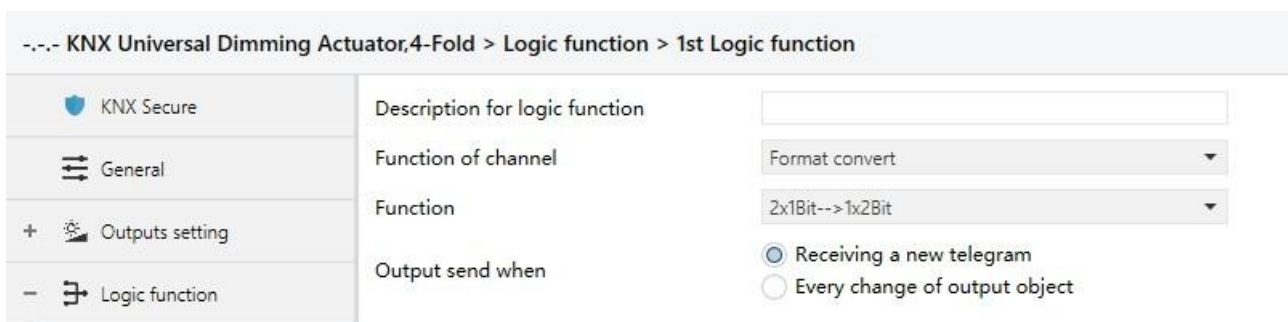 -.-.- KNX Universal Dimming Actuator,4-Fold > Logic function > 1st Logic function
KNX Secure
General
+ Outputs setting
- Logic function
Description for logic function
Function of channel Format convert
Function 2x1Bit-->1x2Bit
Output send when Receiving a new telegram
Every change of output object